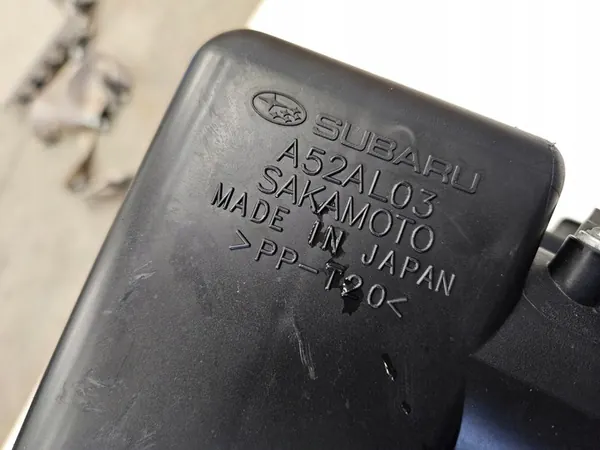 SUBARU
A52AL03
SAKAMOTO
MADE IN JAPAN
>PP-T20<